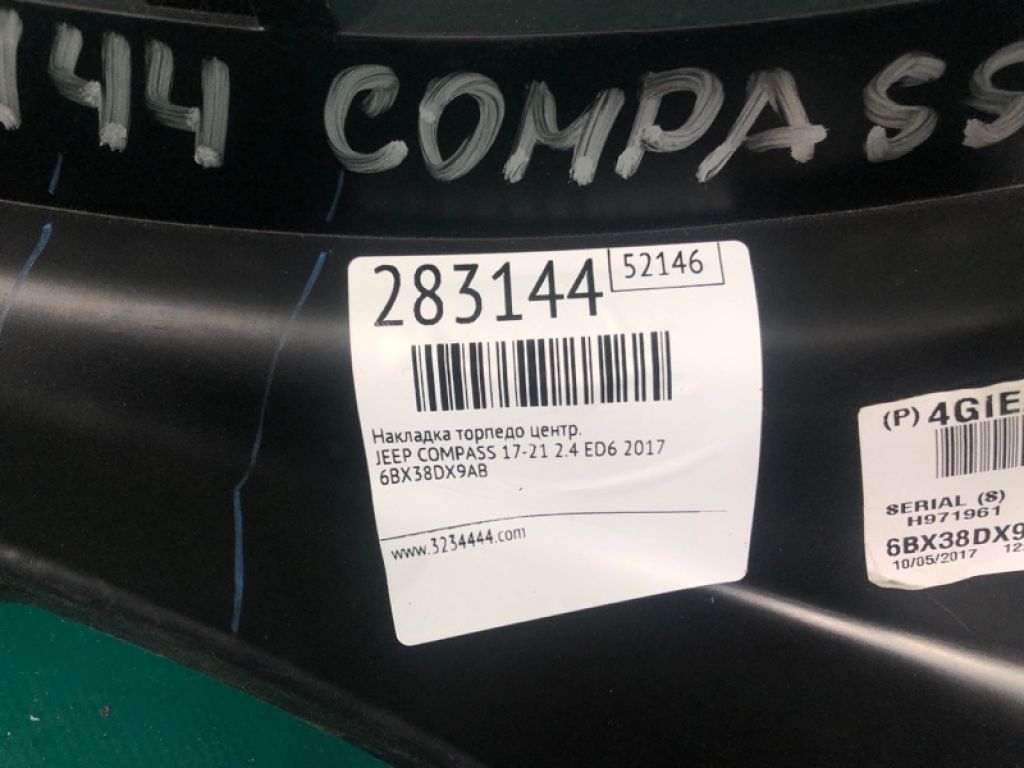 144 COMPASS
283144
52146
Накладка торпедо центр.
JEEP COMPASS 17-21 2.4 ED6 2017
6BX38DX9AB
www.3234444.com
(P) 4GIE
SERIAL (S)
H971961
6BX38DX9
10/05/2017